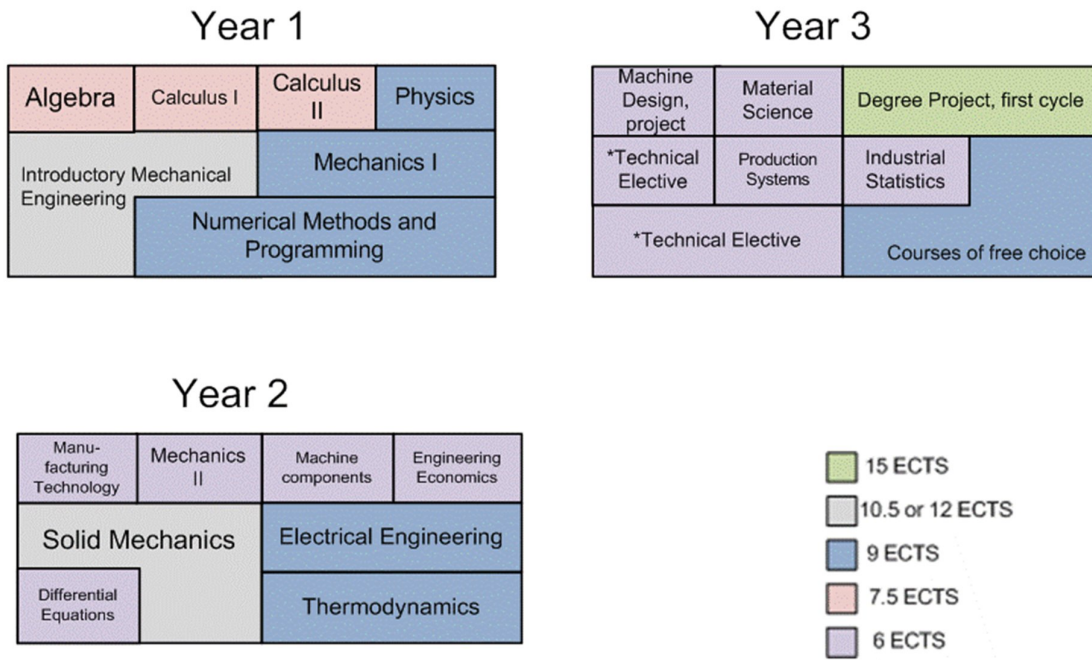 Year 1
Algebra
Calculus I
Calculus
II
Physics
Introductory Mechanical
Engineering
Mechanics I
Numerical Methods and
Programming
Year 3
Machine
Design,
project
Material
Science
Degree Project, first cycle
*Technical
Elective
Production
Systems
Industrial
Statistics
*Technical Elective
Courses of free choice
Year 2
Manu-
facturing
Technology
Mechanics
II
Machine
components
Engineering
Economics
Solid Mechanics
Electrical Engineering
Differential
Equations
Thermodynamics
15 ECTS
10.5 or 12 ECTS
9 ECTS
7.5 ECTS
6 ECTS